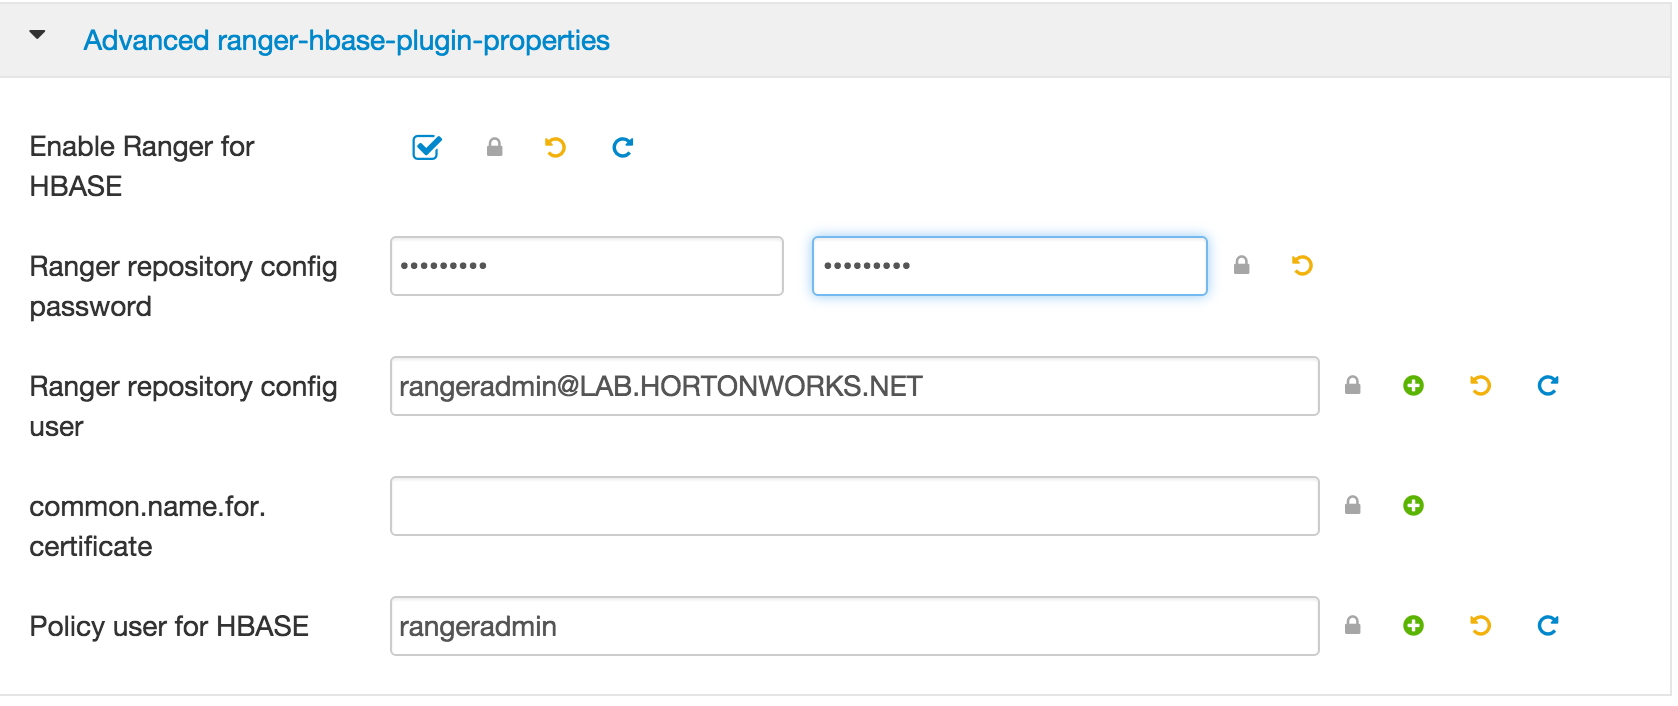 Advanced ranger-hbase-plugin-properties
Enable Ranger for
HBASE
Ranger repository config
password
••••••••• •••••••••
Ranger repository config
user
rangeradmin@LAB.HORTONWORKS.NET
common.name.for.
certificate
Policy user for HBASE
rangeradmin